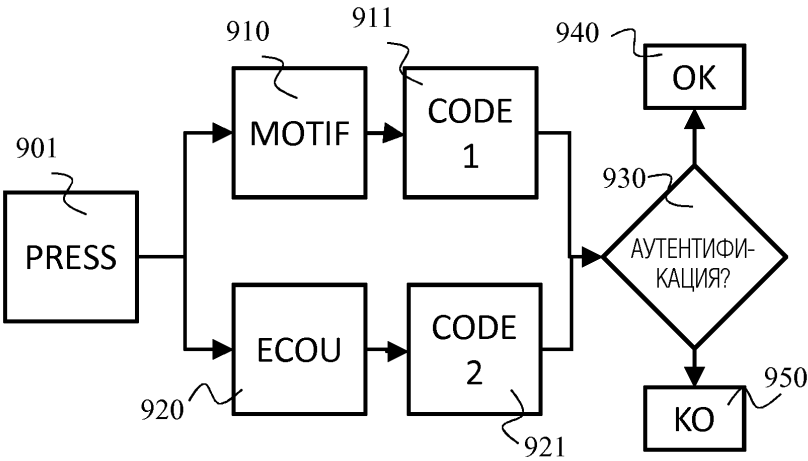 910
911
940
MOTIF
CODE
1
OK
901
930
PRESS
АУТЕНТИФИ-
КАЦИЯ?
ECOU
CODE
2
920
921
950
KO